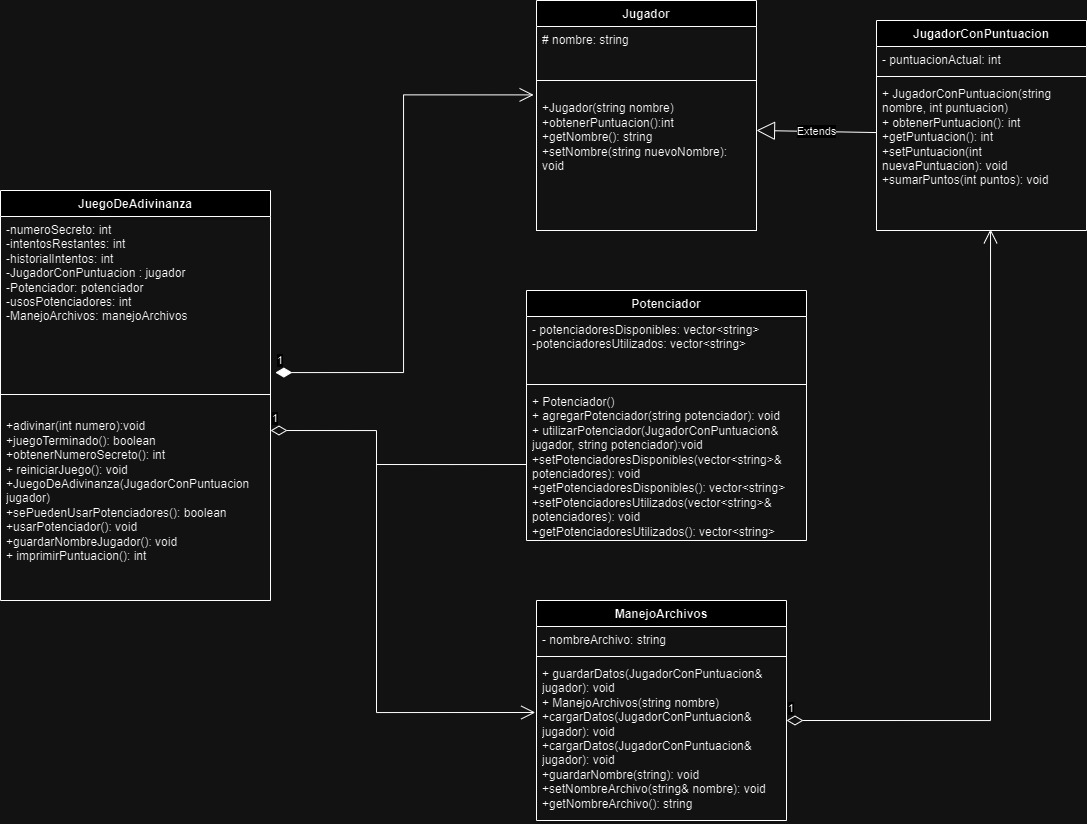 Jugador
# nombre: string
+Jugador(string nombre)
+obtenerPuntuacion():int
+getNombre(): string
+setNombre(string nuevoNombre):
void
Extends
JugadorConPuntuacion
- puntuacionActual: int
+ JugadorConPuntuacion(string
nombre, int puntuacion)
+ obtenerPuntuacion(): int
+getPuntuacion(): int
+setPuntuacion(int
nuevaPuntuacion): void
+sumarPuntos(int puntos): void
JuegoDeAdivinanza
-numeroSecreto: int
-intentosRestantes: int
-historialIntentos: int
-JugadorConPuntuacion : jugador
-Potenciador: potenciador
-usosPotenciadores: int
-ManejoArchivos: manejoArchivos
1
1
+adivinar(int numero):void
+juegoTerminado(): boolean
+obtenerNumeroSecreto(): int
+ reiniciarJuego(): void
+JuegoDeAdivinanza(JugadorConPuntuacion
jugador)
+sePuedenUsarPotenciadores(): boolean
+usarPotenciador(): void
+guardarNombreJugador(): void
+ imprimirPuntuacion(): int
Potenciador
- potenciadoresDisponibles: vector<string>
-potenciadoresUtilizados: vector<string>
+ Potenciador()
+ agregarPotenciador(string potenciador): void
+ utilizarPotenciador(JugadorConPuntuacion&
jugador, string potenciador):void
+setPotenciadoresDisponibles(vector<string>&
potenciadores): void
+getPotenciadoresDisponibles(): vector<string>
+setPotenciadoresUtilizados(vector<string>&
potenciadores): void
+getPotenciadoresUtilizados(): vector<string>
ManejoArchivos
- nombreArchivo: string
+ guardarDatos(JugadorConPuntuacion&
jugador): void
+ ManejoArchivos(string nombre)
+cargarDatos(JugadorConPuntuacion&
jugador): void
+cargarDatos(JugadorConPuntuacion&
jugador): void
+guardarNombre(string): void
+setNombreArchivo(string& nombre): void
+getNombreArchivo(): string
1